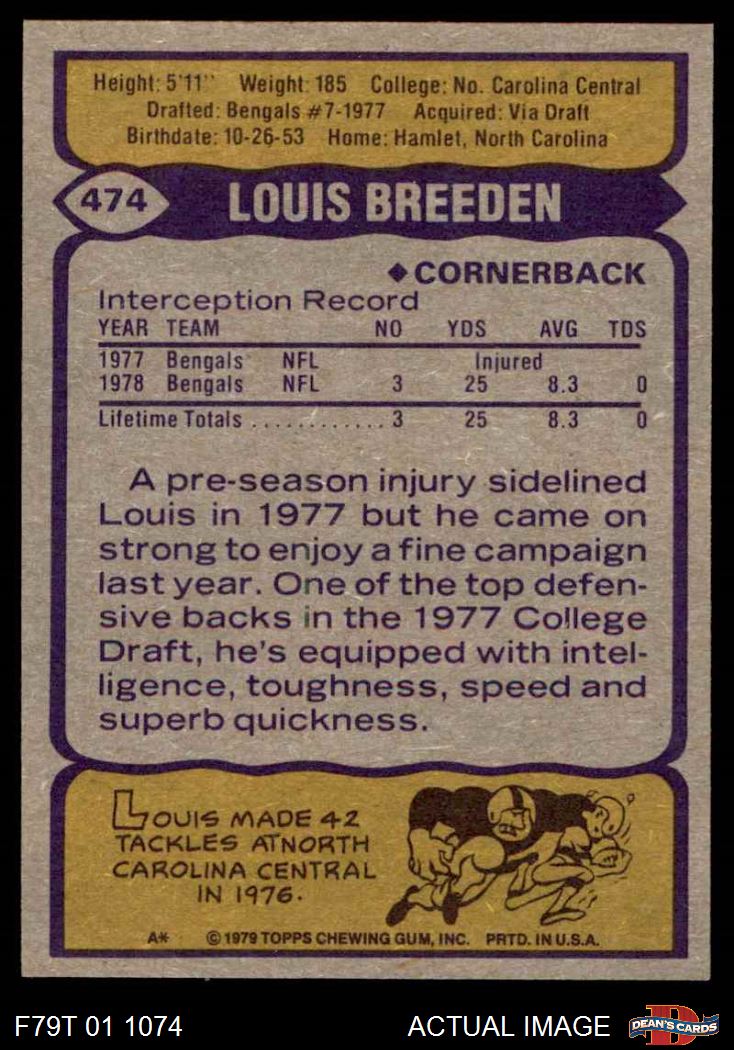 Height: 5'11" Weight: 185 College: No. Carolina Central
Drafted: Bengals #7-1977 Acquired: Via Draft
Birthdate: 10-26-53 Home: Hamlet, North Carolina
474 LOUIS BREEDEN
◆CORNERBACK
Interception Record
YEAR TEAM NO YDS AVG TDS
1977 Bengals NFL Injured
1978 Bengals NFL 3 25 8.3 0
Lifetime Totals ............ 3 25 8.3 0
A pre-season injury sidelined
Louis in 1977 but he came on
strong to enjoy a fine campaign
last year. One of the top defen-
sive backs in the 1977 College
Draft, he's equipped with intel-
ligence, toughness, speed and
superb quickness.
LOUIS MADE 42
TACKLES AT NORTH
CAROLINA CENTRAL
IN 1976.
A* © 1979 TOPPS CHEWING GUM, INC. PRTD. IN U.S.A.
F79T 01 1074 ACTUAL IMAGE D DEAN'S CARDS